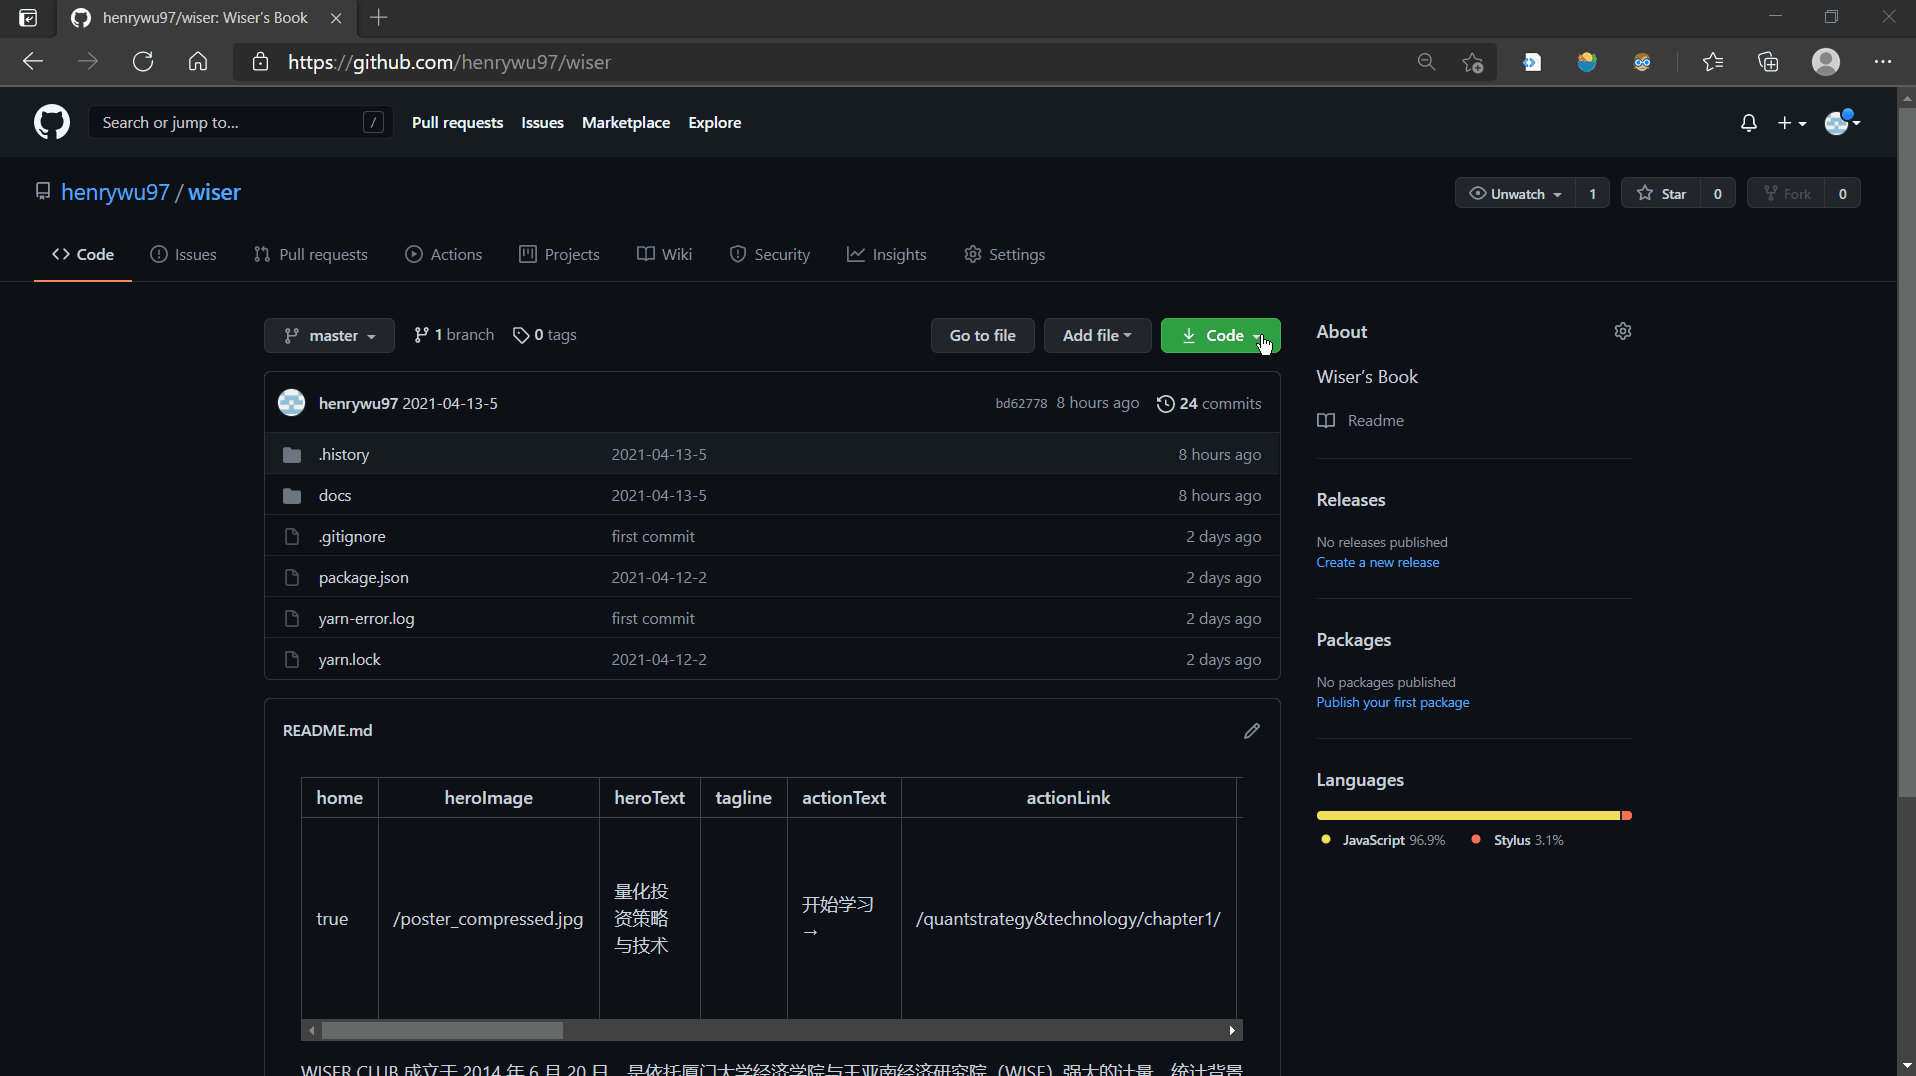 henrywu97/wiser: Wiser's Book
https://github.com/henrywu97/wiser
Search or jump to... /
Pull requests Issues Marketplace Explore
henrywu97 / wiser
Unwatch 1 Star 0 Fork 0
Code Issues Pull requests Actions Projects Wiki Security Insights Settings
master 1 branch 0 tags Go to file Add file Code
henrywu97 2021-04-13-5 bd62778 8 hours ago 24 commits
.history 2021-04-13-5 8 hours ago
docs 2021-04-13-5 8 hours ago
.gitignore first commit 2 days ago
package.json 2021-04-12-2 2 days ago
yarn-error.log first commit 2 days ago
yarn.lock 2021-04-12-2 2 days ago
README.md
home heroImage heroText tagline actionText actionLink
true /poster_compressed.jpg 量化投
资策略
与技术
开始学习
→
/quantstrategy&technology/chapter1/
WISER CLUB 成立于 2014 年 6 月 20 日，是依托厦门大学经济学院与王亚南经济研究院（WISE）强大的计量、统计背景
About
Wiser's Book
Readme
Releases
No releases published
Create a new release
Packages
No packages published
Publish your first package
Languages
JavaScript 96.9% Stylus 3.1%